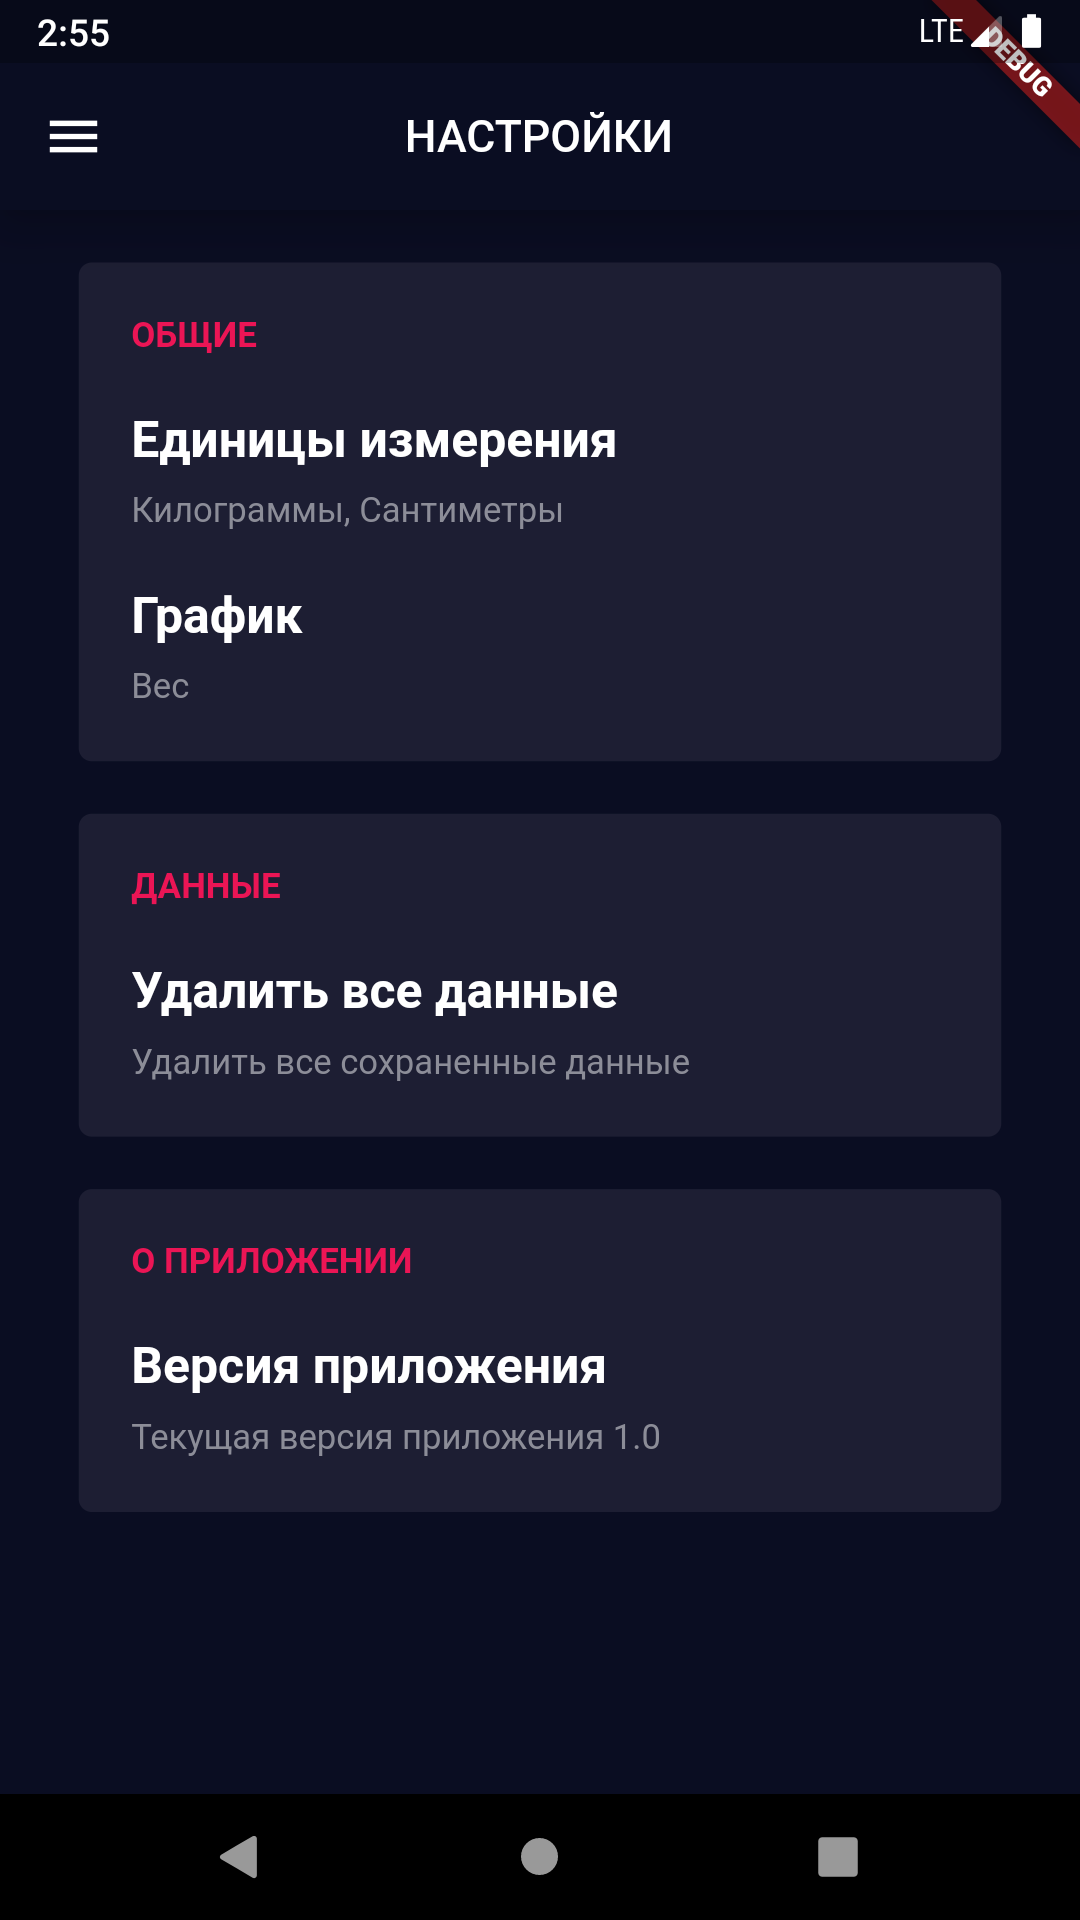 2:55
LTE
DEBUG
НАСТРОЙКИ
ОБЩИЕ
Единицы измерения
Килограммы, Сантиметры
График
Вес
ДАННЫЕ
Удалить все данные
Удалить все сохраненные данные
О ПРИЛОЖЕНИИ
Версия приложения
Текущая версия приложения 1.0